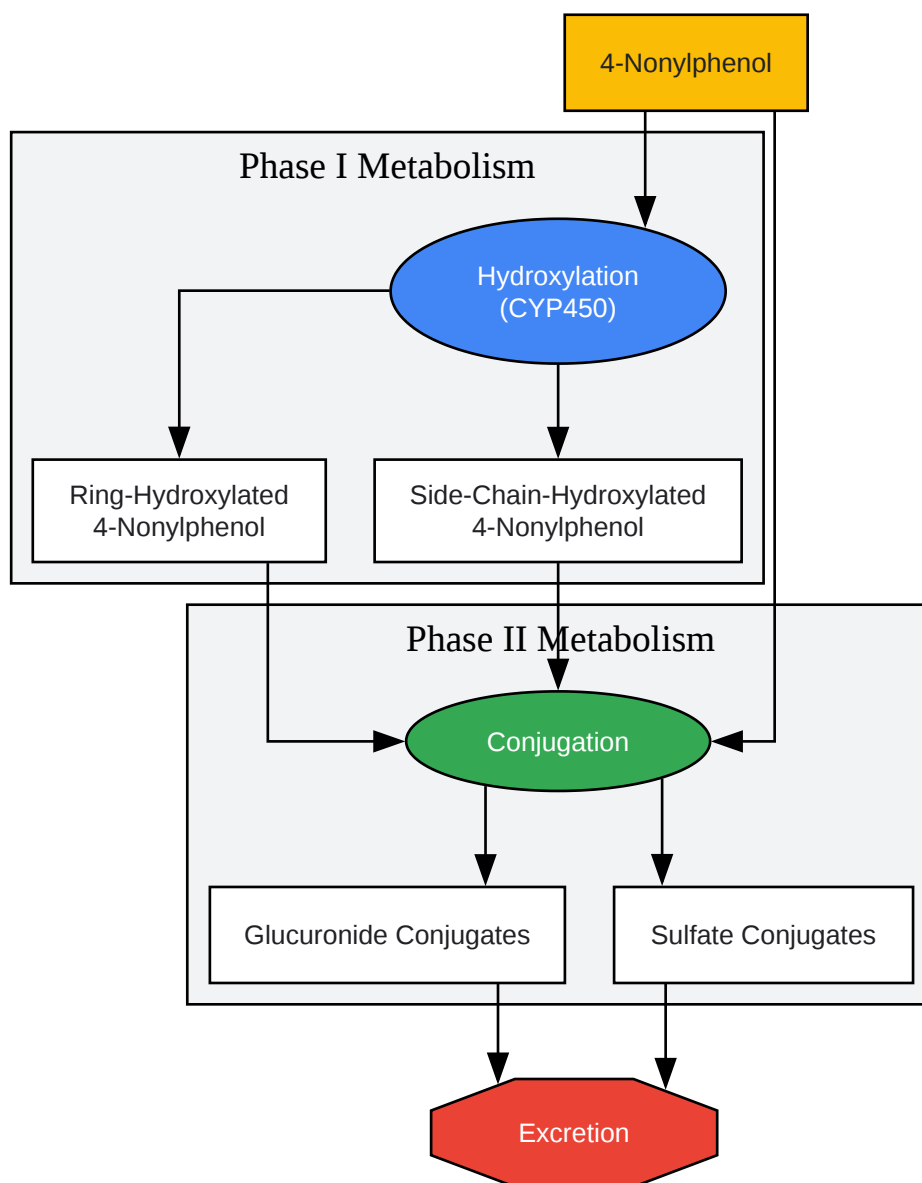 4-Nonylphenol
Phase I Metabolism
Hydroxylation
(CYP450)
Ring-Hydroxylated
4-Nonylphenol
Side-Chain-Hydroxylated
4-Nonylphenol
Phase II Metabolism
Conjugation
Glucuronide Conjugates
Sulfate Conjugates
Excretion